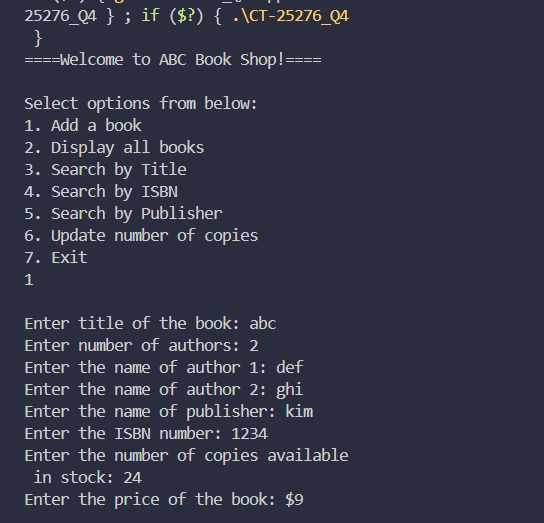 25276_Q4 } ; if ($?) { .\CT-25276_Q4
}
====Welcome to ABC Book Shop!====
Select options from below:
1. Add a book
2. Display all books
3. Search by Title
4. Search by ISBN
5. Search by Publisher
6. Update number of copies
7. Exit
1
Enter title of the book: abc
Enter number of authors: 2
Enter the name of author 1: def
Enter the name of author 2: ghi
Enter the name of publisher: kim
Enter the ISBN number: 1234
Enter the number of copies available
in stock: 24
Enter the price of the book: $9